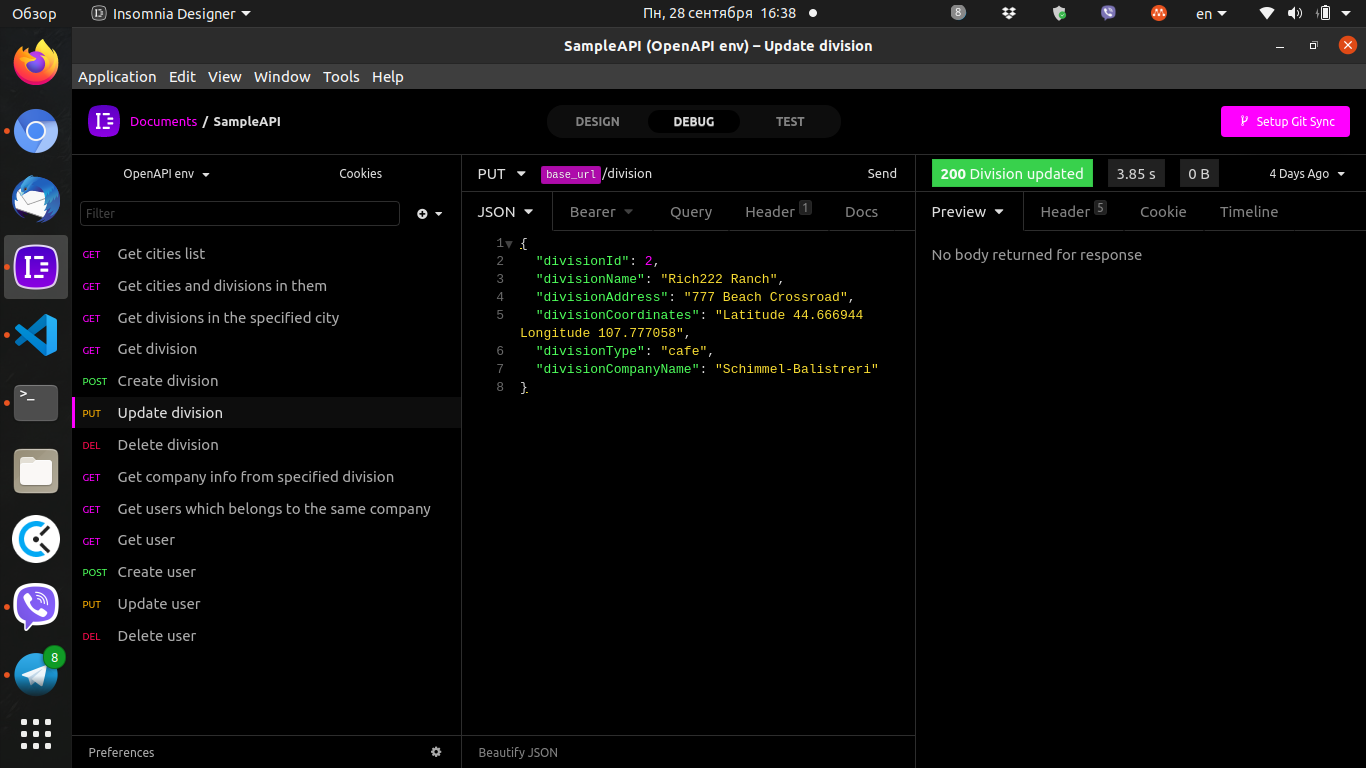 Обзор
Insomnia Designer
Пн, 28 сентября 16:38
8
en
SampleAPI (OpenAPI env) – Update division
Application Edit View Window Tools Help
Documents / SampleAPI
DESIGN DEBUG TEST
Setup Git Sync
OpenAPI env
Cookies
PUT
base_url/division
Send
200 Division updated
3.85 s
0 B
4 Days Ago
Filter
JSON
Bearer
Query
Header 1
Docs
Preview
Header 5
Cookie
Timeline
GET Get cities list
GET Get cities and divisions in them
GET Get divisions in the specified city
GET Get division
POST Create division
PUT Update division
DEL Delete division
GET Get company info from specified division
GET Get users which belongs to the same company
GET Get user
POST Create user
PUT Update user
DEL Delete user
1 {
2 "divisionId": 2,
3 "divisionName": "Rich222 Ranch",
4 "divisionAddress": "777 Beach Crossroad",
5 "divisionCoordinates": "Latitude 44.666944
Longitude 107.777058",
6 "divisionType": "cafe",
7 "divisionCompanyName": "Schimmel-Balistreri"
8 }
No body returned for response
>_
8
Preferences
Beautify JSON